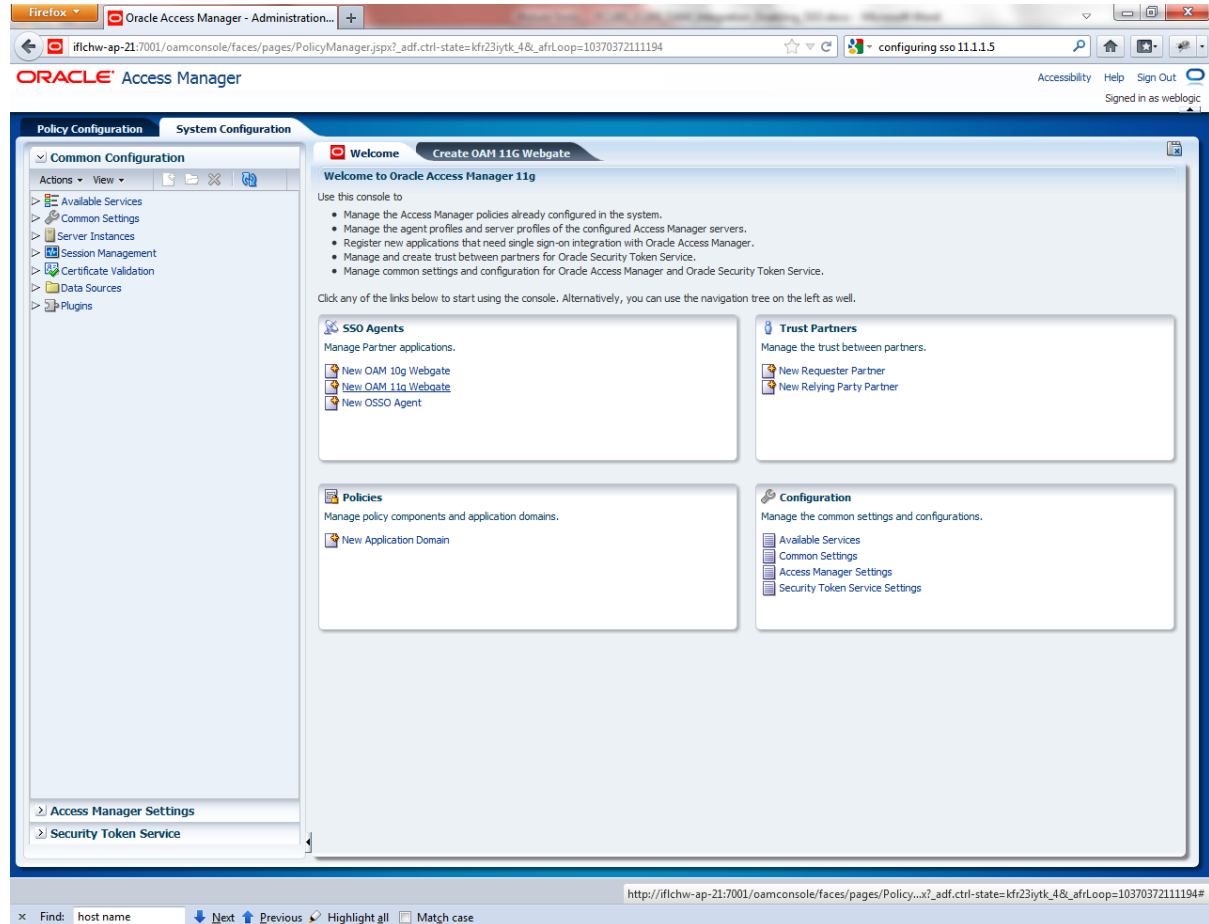 Firefox
Oracle Access Manager - Administration...
iflchw-ap-21:7001/oamconsole/faces/pages/PolicyManager.jspx?_adf.ctrl-state=kfr23iytk_4&_afrLoop=10370372111194
configuring sso 11.1.1.5
ORACLE Access Manager
Accessibility Help Sign Out
Signed in as weblogic
Policy Configuration System Configuration
Common Configuration
Welcome Create OAM 11G Webgate
Actions View
Welcome to Oracle Access Manager 11g
Available Services
Common Settings
Server Instances
Session Management
Certificate Validation
Data Sources
Plugins
Use this console to
• Manage the Access Manager policies already configured in the system.
• Manage the agent profiles and server profiles of the configured Access Manager servers.
• Register new applications that need single sign-on integration with Oracle Access Manager.
• Manage and create trust between partners for Oracle Security Token Service.
• Manage common settings and configuration for Oracle Access Manager and Oracle Security Token Service.
Click any of the links below to start using the console. Alternatively, you can use the navigation tree on the left as well.
SSO Agents
Manage Partner applications.
New OAM 10g Webgate
New OAM 11g Webgate
New OSSO Agent
Trust Partners
Manage the trust between partners.
New Requester Partner
New Relying Party Partner
Policies
Manage policy components and application domains.
New Application Domain
Configuration
Manage the common settings and configurations.
Available Services
Common Settings
Access Manager Settings
Security Token Service Settings
Access Manager Settings
Security Token Service
http://iflchw-ap-21:7001/oamconsole/faces/pages/Policy...x?_adf.ctrl-state=kfr23iytk_4&_afrLoop=10370372111194#
× Find: host name Next Previous Highlight all Match case